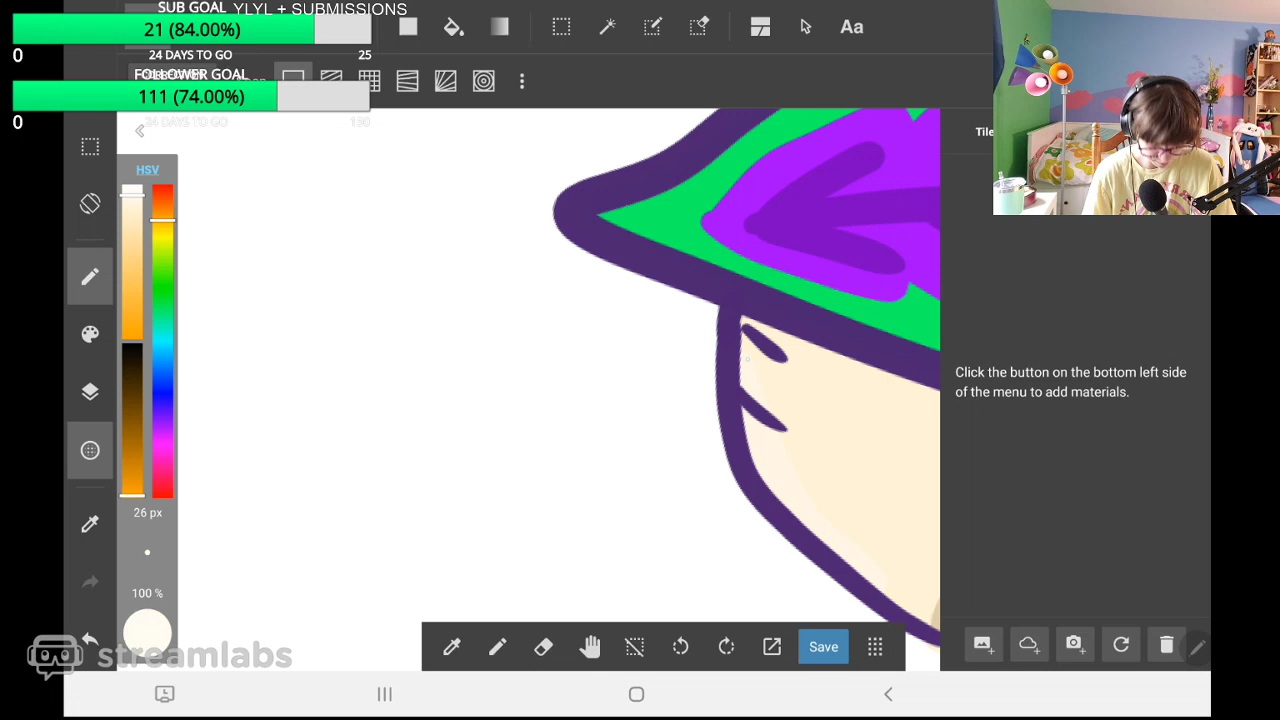 SUB GOAL
YLYL + SUBMISSIONS
21 (84.00%)
0
24 DAYS TO GO
25
FOLLOWER GOAL
111 (74.00%)
0
24 DAYS TO GO
150
Aa
HSV
26 px
100 %
Tile
Click the button on the bottom left side
of the menu to add materials.
Save
streamlabs